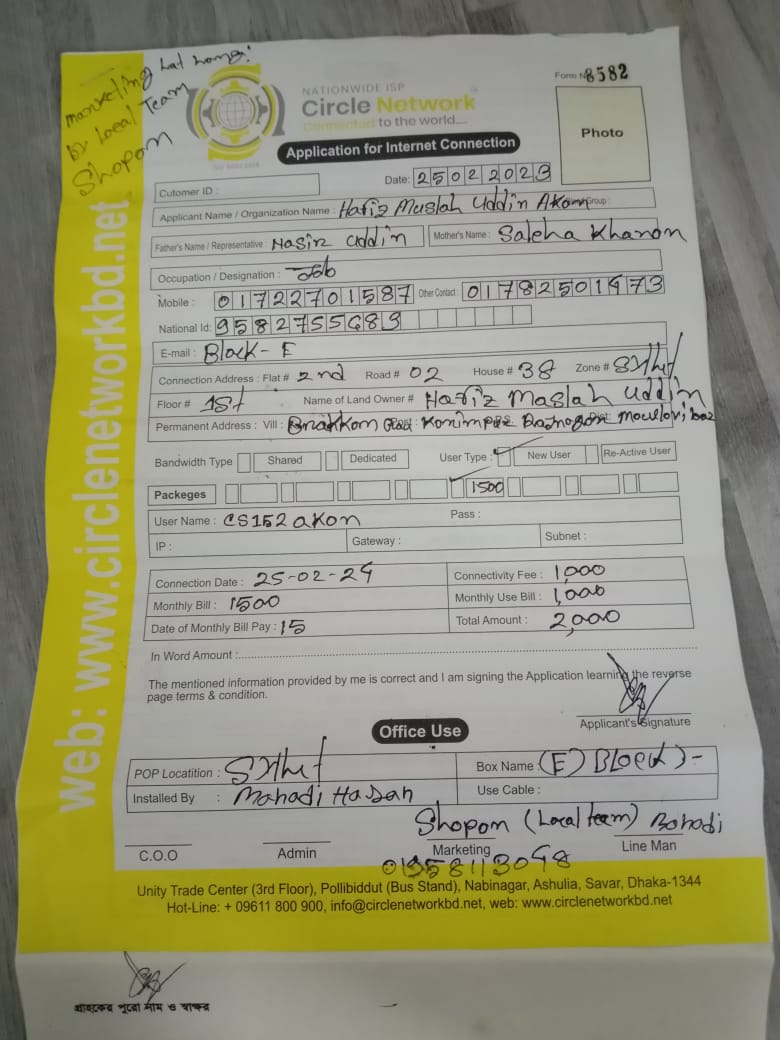 Marketing
by Local Team
Shopon
NATIONWIDE ISP
Circle Network
Connected to the world....
Form No 8582
Photo
Application for Internet Connection
Date: 25022023
Cutomer ID :
Applicant Name / Organization Name : Hafiz Muslah Uddin Akon Group :
Father's Name / Representative : Nasir uddin Mother's Name : Saleha Khanom
Occupation / Designation : Job
Mobile : 01722701587 Other Contact : 01782501973
National Id: 9582755689
E-mail : Block - E
Connection Address : Flat # 2nd Road # 02 House # 38 Zone #
Floor # 1st Name of Land Owner # Hafiz Maslah uddin
Permanent Address : Vill :
Bandwidth Type Shared Dedicated User Type : New User Re-Active User
Packeges 1500
User Name : CS152akon Pass :
IP : Gateway : Subnet :
Connection Date : 25-02-24 Connectivity Fee : 1,000
Monthly Bill : 1500 Monthly Use Bill : 1,000
Date of Monthly Bill Pay : 15 Total Amount : 2,000
In Word Amount :
The mentioned information provided by me is correct and I am signing the Application learning the reverse
page terms & condition.
Applicant's Signature
Office Use
POP Locatition : Box Name : (E) Block) -
Installed By : Mahadi Hasan Use Cable :
Shopon (Local team)
C.O.O Admin Marketing Line Man
Unity Trade Center (3rd Floor), Pollibiddut (Bus Stand), Nabinagar, Ashulia, Savar, Dhaka-1344
Hot-Line: + 09611 800 900, info@circlenetworkbd.net, web: www.circlenetworkbd.net
web: www.circlenetworkbd.net
গ্রাহকের পুরো নাম ও স্বাক্ষর